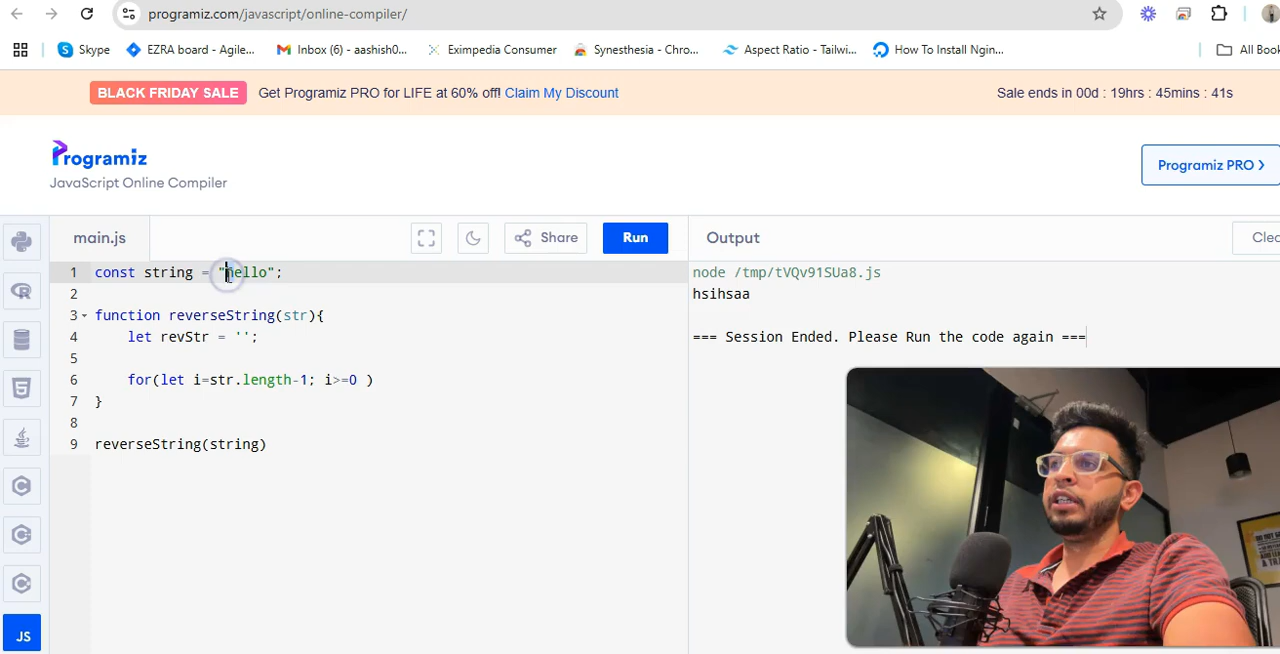 programiz.com/javascript/online-compiler/
Skype
EZRA board - Agile...
Inbox (6) - aashish0...
Eximpedia Consumer
Synesthesia - Chro...
Aspect Ratio - Tailwi...
How To Install Ngin...
All Book
BLACK FRIDAY SALE Get Programiz PRO for LIFE at 60% off! Claim My Discount
Sale ends in 00d : 19hrs : 45mins : 41s
Programiz
JavaScript Online Compiler
Programiz PRO >
main.js
Share
Run
Output
Clea
1 const string = "hello";
2
3 function reverseString(str){
4 let revStr = '';
5
6 for(let i=str.length-1; i>=0 )
7 }
8
9 reverseString(string)
node /tmp/tVQv91SUa8.js
hsihsaa
=== Session Ended. Please Run the code again ===
JS